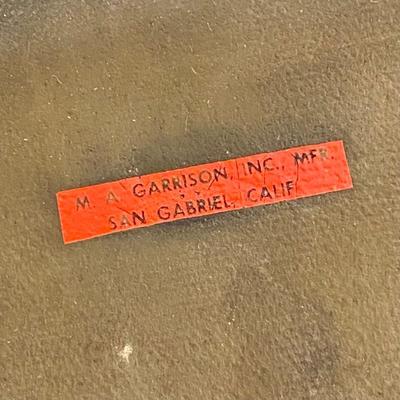 M. A. GARRISON, INC., MFR.
SAN GABRIEL, CALIF